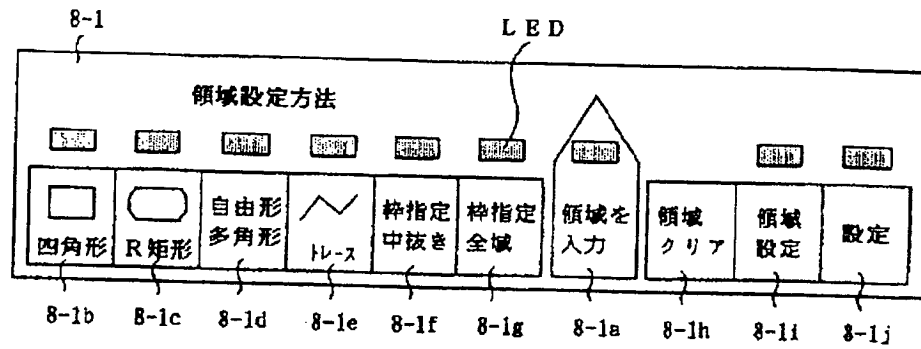 8-1
LED
領域設定方法
四角形
R矩形
自由形
多角形
トレース
枠指定
中抜き
枠指定
全域
領域を
入力
領域
クリア
領域
設定
設定
8-1b 8-1c 8-1d 8-1e 8-1f 8-1g 8-1a 8-1h 8-1i 8-1j